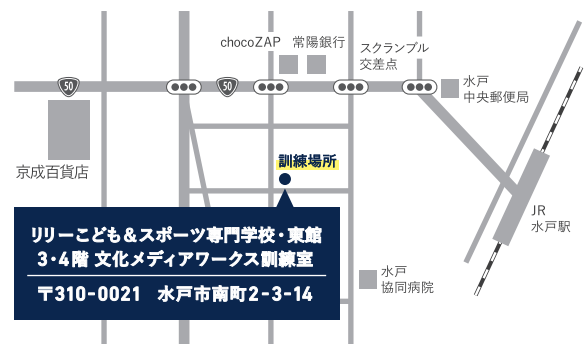 chocoZAP 常陽銀行
スクランブル
交差点
50
50
水戸
中央郵便局
京成百貨店
訓練場所
JR
水戸駅
リリーこども&スポーツ専門学校・東館
3・4階 文化メディアワークス訓練室
〒310-0021 水戸市南町2-3-14
水戸
協同病院